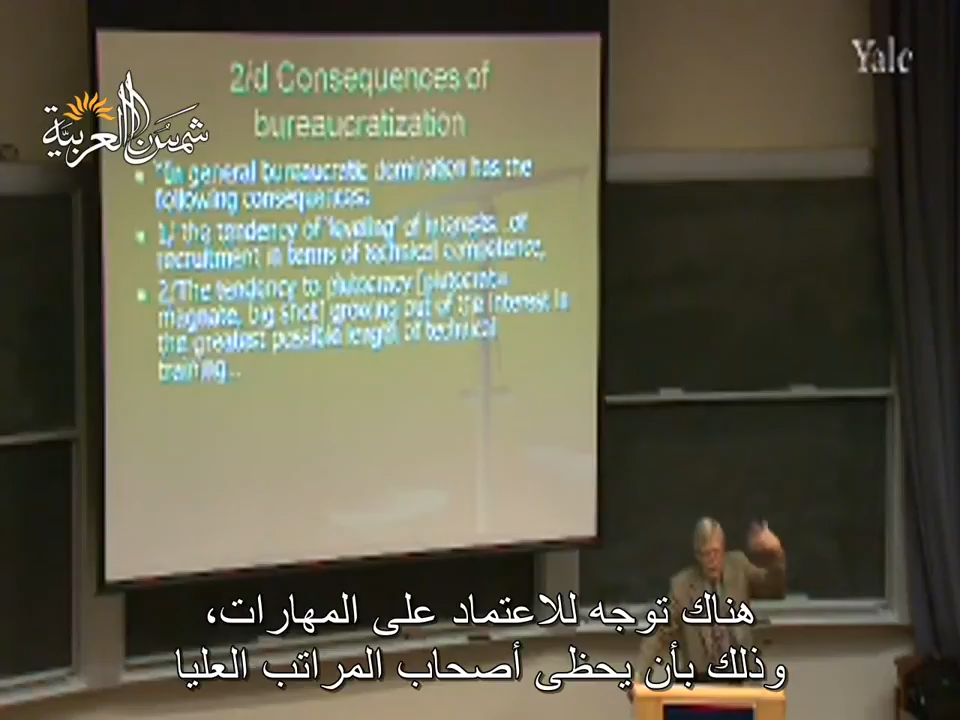 Yale
شمس العربية
2/d Consequences of
bureaucratization
"In general bureaucratic domination has the
following consequences:
1/ the tendency of 'leveling' of interests...of
recruitment in terms of technical competence,
2/The tendency to plutocracy [plutocrat=
magnate, big shot] growing out of the interest in
the greatest possible length of technical
training...
هناك توجه للاعتماد على المهارات،
وذلك بأن يحظى أصحاب المراتب العليا